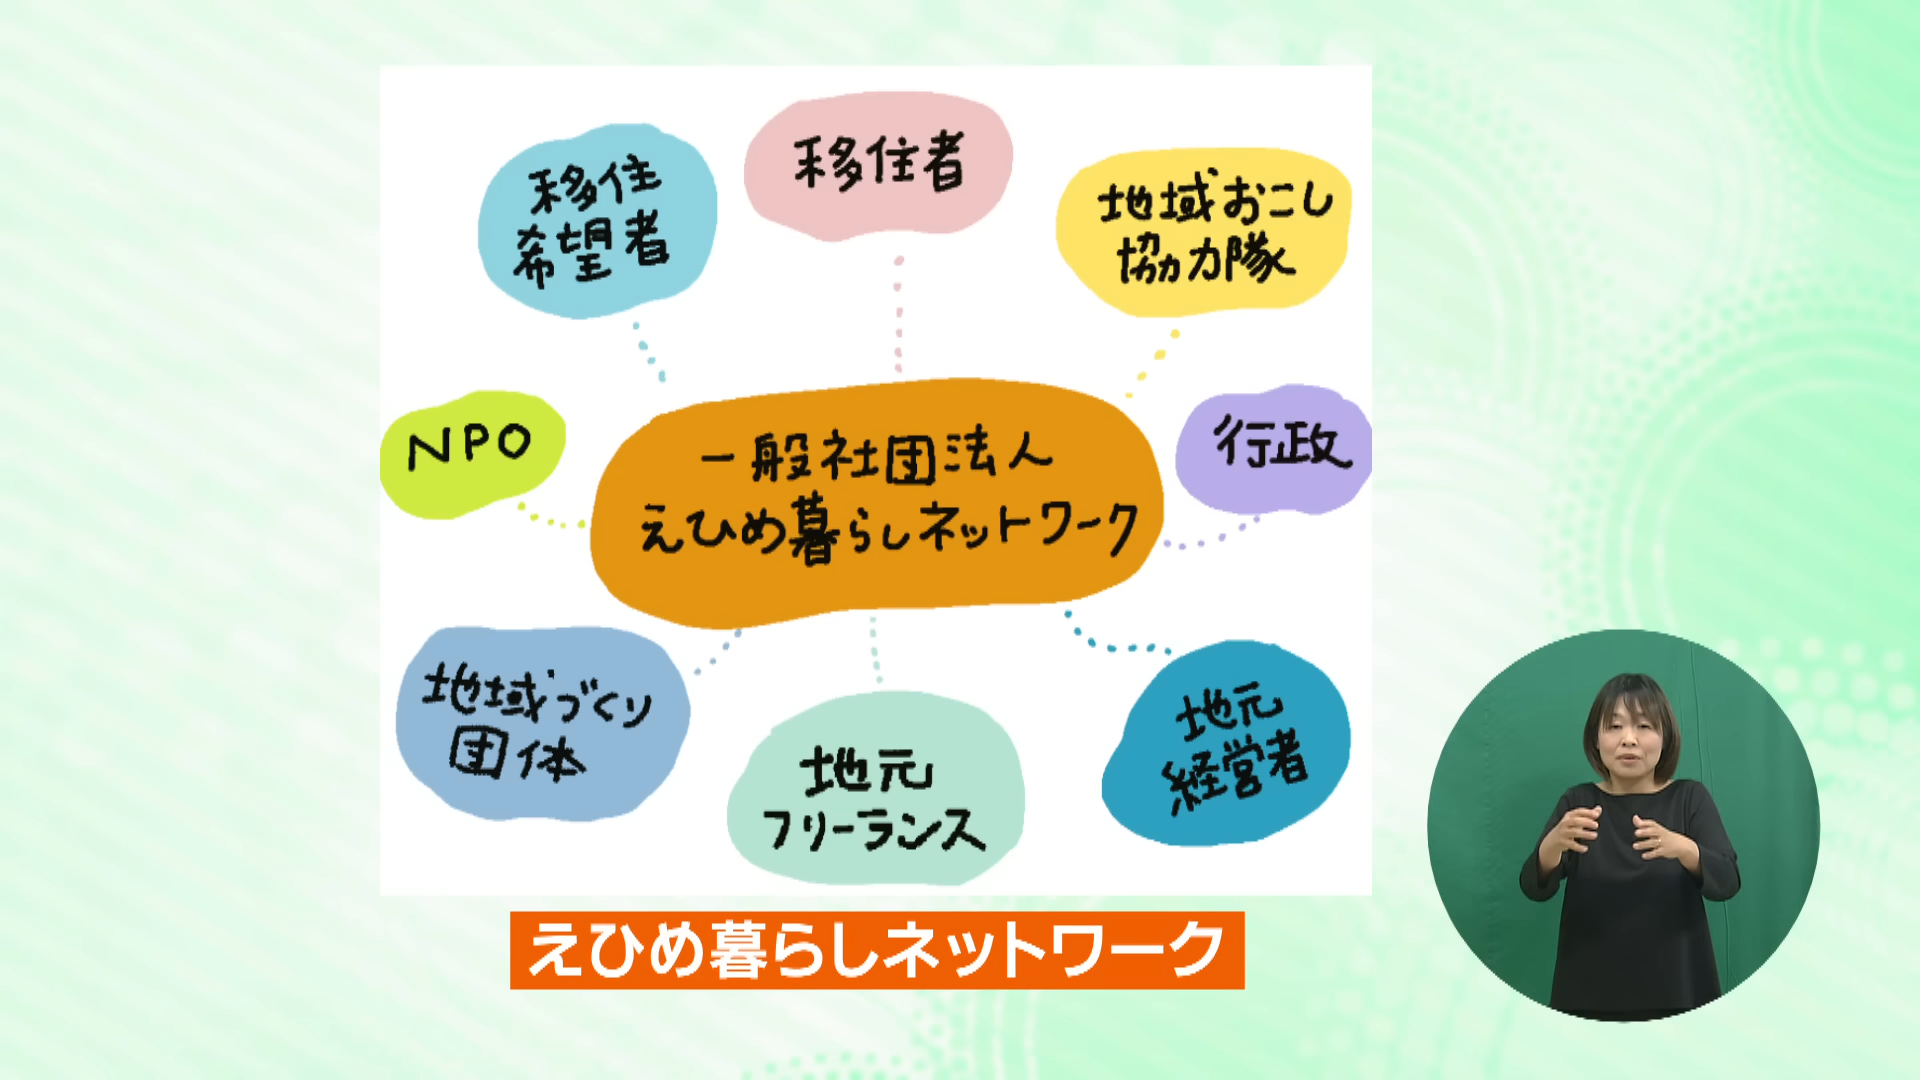 移住者
移住
希望者
地域おこし
協力隊
NPO
一般社団法人
えひめ暮らしネットワーク
行政
地域づくり
団体
地元
フリーランス
地元
経営者
えひめ暮らしネットワーク